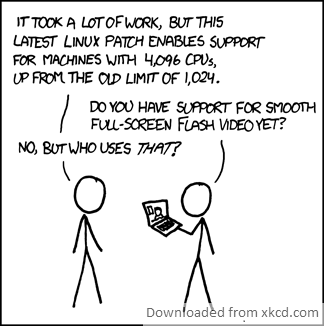 IT TOOK A LOT OF WORK, BUT THIS
LATEST LINUX PATCH ENABLES SUPPORT
FOR MACHINES WITH 4,096 CPUs,
UP FROM THE OLD LIMIT OF 1,024.
DO YOU HAVE SUPPORT FOR SMOOTH
FULL-SCREEN FLASH VIDEO YET?
NO, BUT WHO USES THAT?
Downloaded from xkcd.com